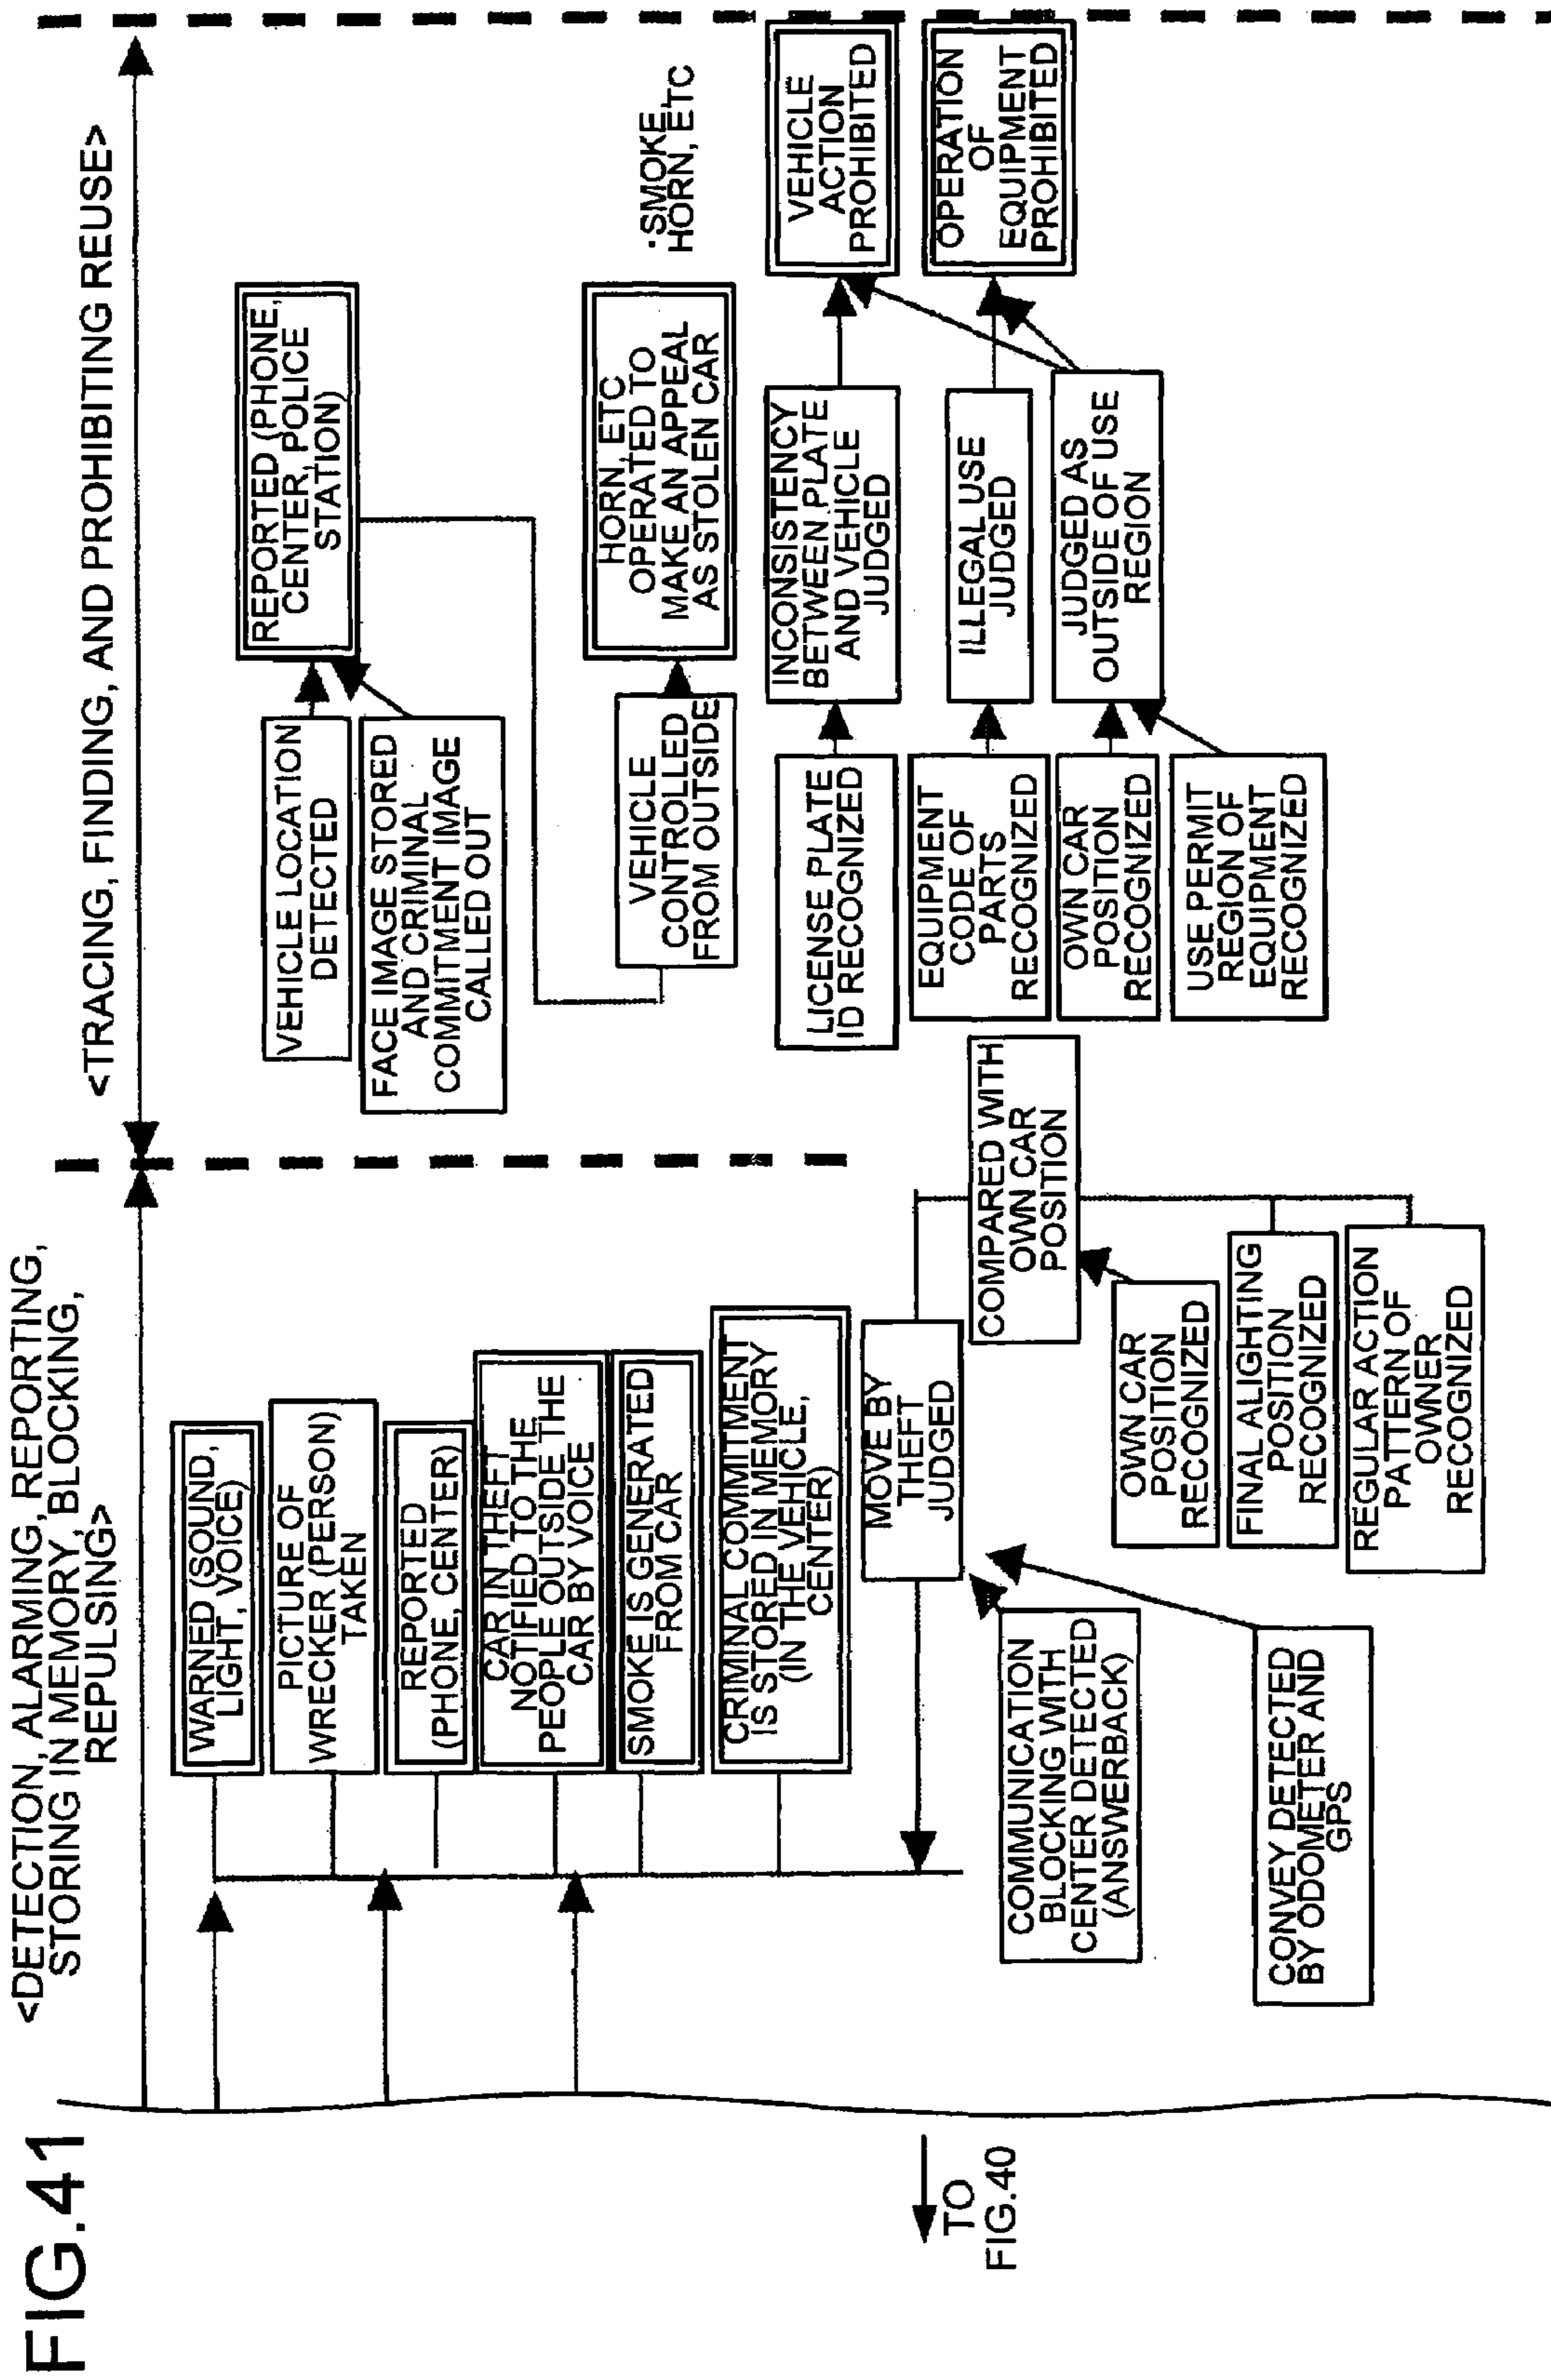 FIG.41
<DETECTION, ALARMING, REPORTING,
STORING IN MEMORY, BLOCKING,
REPULSING>
<TRACING, FINDING, AND PROHIBITING REUSE>
WARNED (SOUND,
LIGHT, VOICE)
PICTURE OF
WRECKER (PERSON)
TAKEN
REPORTED
(PHONE, CENTER)
CAR IN THEFT
NOTIFIED TO THE
PEOPLE OUTSIDE THE
CAR BY VOICE
SMOKE IS GENERATED
FROM CAR
CRIMINAL COMMITMENT
IS STORED IN MEMORY
(IN THE VEHICLE,
CENTER)
MOVE BY
THEFT
JUDGED
COMMUNICATION
BLOCKING WITH
CENTER DETECTED
(ANSWERBACK)
CONVEY DETECTED
BY ODOMETER AND
GPS
COMPARED WITH
OWN CAR
POSITION
OWN CAR
POSITION
RECOGNIZED
FINAL ALIGHTING
POSITION
RECOGNIZED
REGULAR ACTION
PATTERN OF
OWNER
RECOGNIZED
TO
FIG.40
VEHICLE LOCATION
DETECTED
FACE IMAGE STORED
AND CRIMINAL
COMMITMENT IMAGE
CALLED OUT
REPORTED (PHONE,
CENTER, POLICE
STATION)
VEHICLE
CONTROLLED
FROM OUTSIDE
HORN, ETC
OPERATED TO
MAKE AN APPEAL
AS STOLEN CAR
·SMOKE,
HORN, ETC
LICENSE PLATE
ID RECOGNIZED
INCONSISTENCY
BETWEEN PLATE
AND VEHICLE
JUDGED
VEHICLE
ACTION
PROHIBITED
EQUIPMENT
CODE OF
PARTS
RECOGNIZED
ILLEGAL USE
JUDGED
OPERATION
OF
EQUIPMENT
PROHIBITED
OWN CAR
POSITION
RECOGNIZED
JUDGED AS
OUTSIDE OF USE
REGION
USE PERMIT
REGION OF
EQUIPMENT
RECOGNIZED